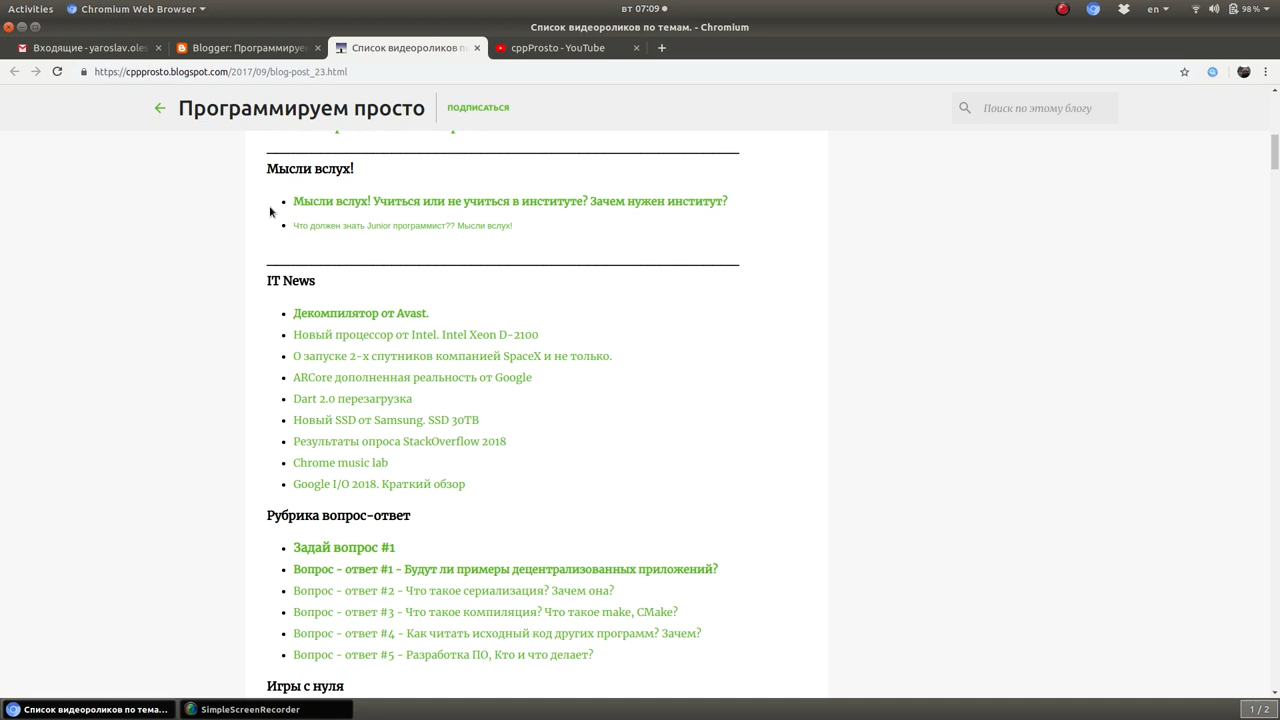 Activities Chromium Web Browser вт 07:09 en 98%
Список видеороликов по темам. - Chromium
Входящие - yaroslav.oles Blogger: Программируе Список видеороликов п cppProsto - YouTube
https://cppprosto.blogspot.com/2017/09/blog-post_23.html
Программируем просто ПОДПИСАТЬСЯ Поиск по этому блогу
Мысли вслух!
Мысли вслух! Учиться или не учиться в институте? Зачем нужен институт?
Что должен знать Junior программист?? Мысли вслух!
IT News
Декомпилятор от Avast.
Новый процессор от Intel. Intel Xeon D-2100
О запуске 2-х спутников компанией SpaceX и не только.
ARCore дополненная реальность от Google
Dart 2.0 перезагрузка
Новый SSD от Samsung. SSD 30TB
Результаты опроса StackOverflow 2018
Chrome music lab
Google I/O 2018. Краткий обзор
Рубрика вопрос-ответ
Задай вопрос #1
Вопрос - ответ #1 - Будут ли примеры децентрализованных приложений?
Вопрос - ответ #2 - Что такое сериализация? Зачем она?
Вопрос - ответ #3 - Что такое компиляция? Что такое make, CMake?
Вопрос - ответ #4 - Как читать исходный код других программ? Зачем?
Вопрос - ответ #5 - Разработка ПО, Кто и что делает?
Игры с нуля
Список видеороликов по тема... SimpleScreenRecorder 1 / 2